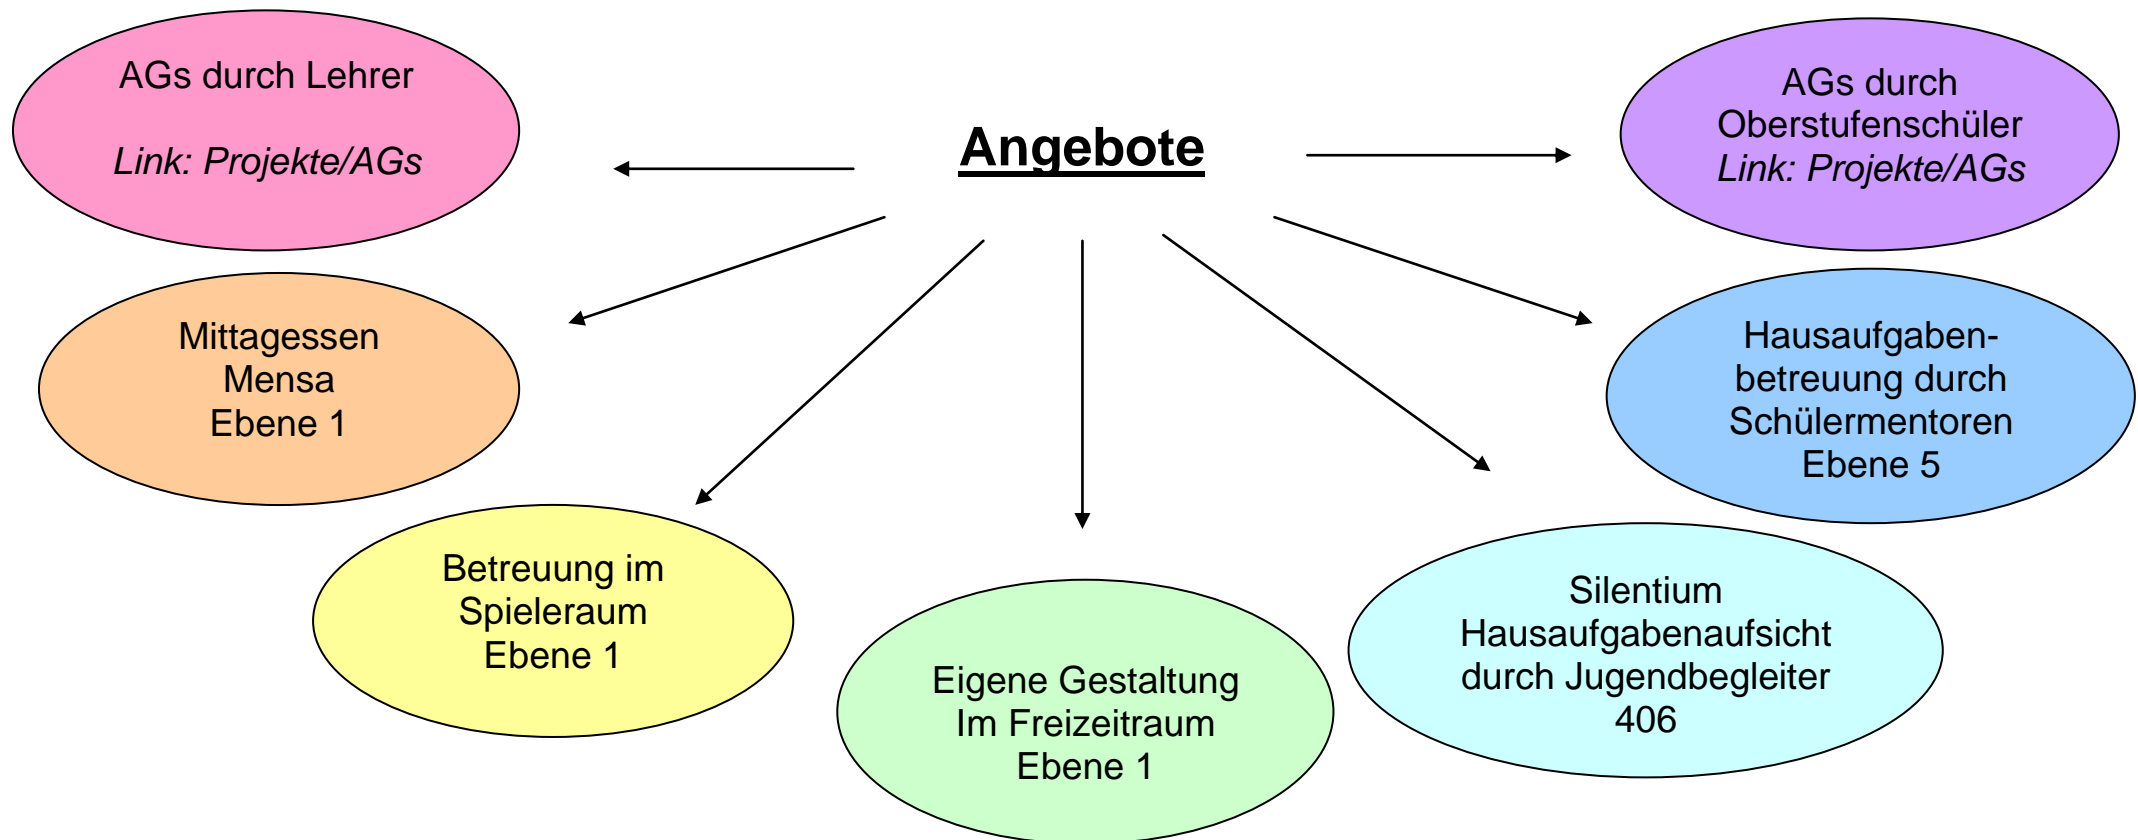 Angebote
AGs durch Lehrer
Link: Projekte/AGs
Mittagessen
Mensa
Ebene 1
Betreuung im
Spieleraum
Ebene 1
Eigene Gestaltung
Im Freizeitraum
Ebene 1
Silentium
Hausaufgabenaufsicht
durch Jugendbegleiter
406
Hausaufgaben-
betreuung durch
Schülermentoren
Ebene 5
AGs durch
Oberstufenschüler
Link: Projekte/AGs